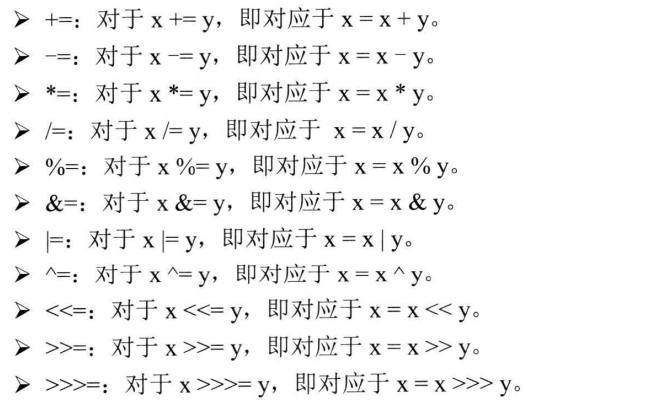 ➢ +=：对于 x += y，即对应于 x = x + y。
➢ −=：对于 x −= y，即对应于 x = x − y。
➢ *=：对于 x *= y，即对应于 x = x * y。
➢ /=：对于 x /= y，即对应于 x = x / y。
➢ %=：对于 x %= y，即对应于 x = x % y。
➢ &=：对于 x &= y，即对应于 x = x & y。
➢ |=：对于 x |= y，即对应于 x = x | y。
➢ ^=：对于 x ^= y，即对应于 x = x ^ y。
➢ <<=：对于 x <<= y，即对应于 x = x << y。
➢ >>=：对于 x >>= y，即对应于 x = x >> y。
➢ >>>=：对于 x >>>= y，即对应于 x = x >>> y。